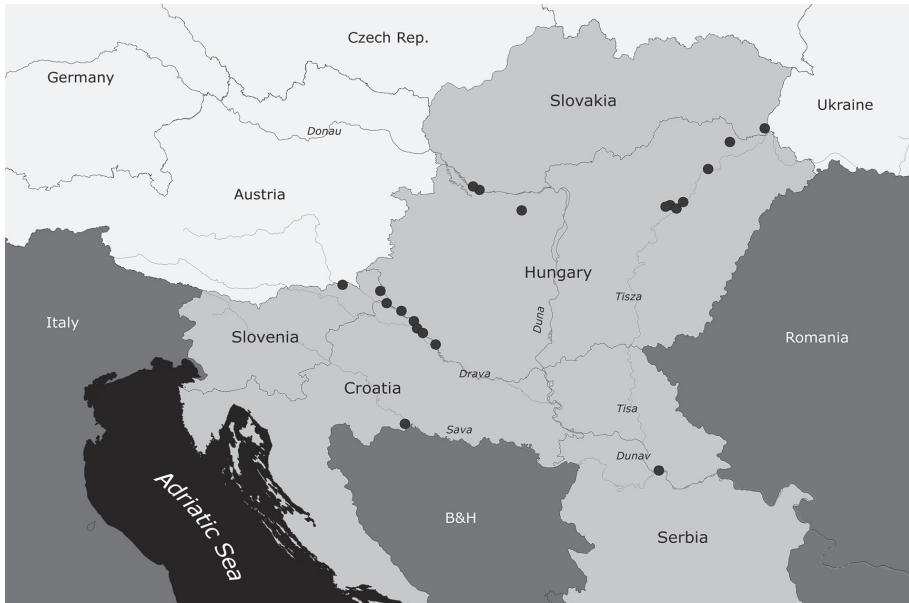 Czech Rep.
Germany
Slovakia
Ukraine
Donau
Austria
Hungary
Tisza
Duna
Italy
Slovenia
Romania
Drava
Croatia
Tisa
Sava
Dunav
Adriatic Sea
B&H
Serbia